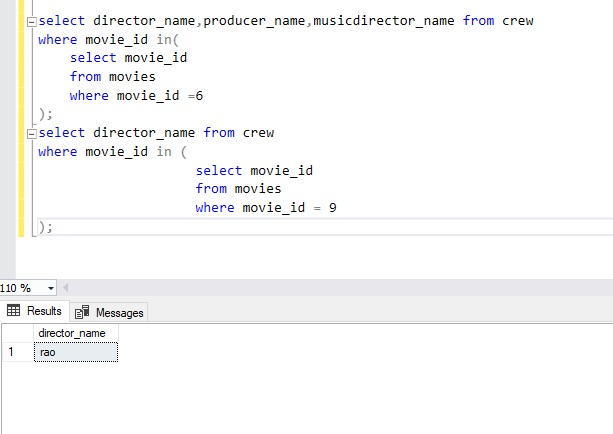 select director_name,producer_name,musicdirector_name from crew
where movie_id in(
select movie_id
from movies
where movie_id =6
);
select director_name from crew
where movie_id in (
select movie_id
from movies
where movie_id = 9
);
110 %
Results Messages
director_name
1 rao